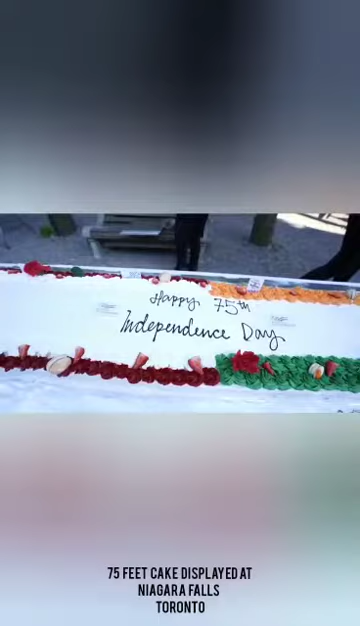 Happy 75th
Independence Day
75 FEET CAKE DISPLAYED AT
NIAGARA FALLS
TORONTO